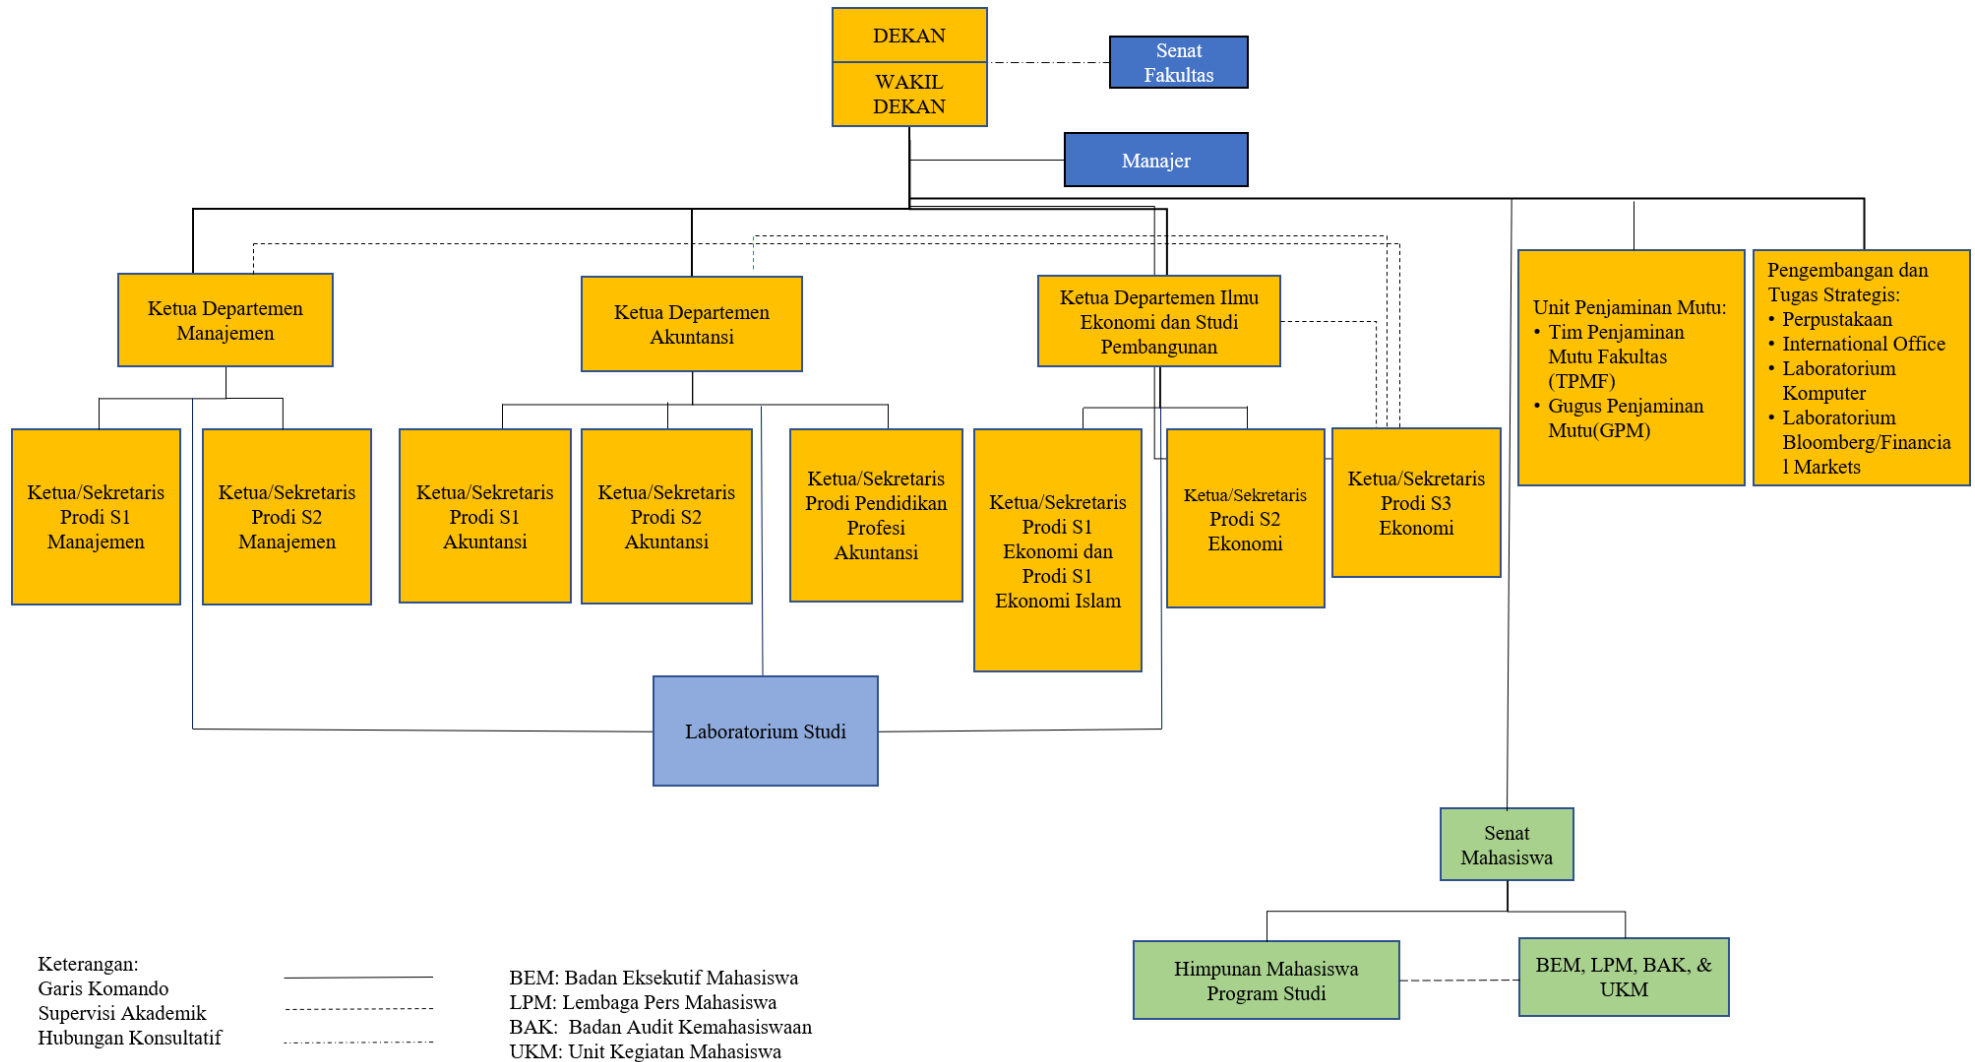 DEKAN
WAKIL
DEKAN
Senat
Fakultas
Manajer
Ketua Departemen
Manajemen
Ketua Departemen
Akuntansi
Ketua Departemen Ilmu
Ekonomi dan Studi
Pembangunan
Unit Penjaminan Mutu:
• Tim Penjaminan
Mutu Fakultas
(TPMF)
• Gugus Penjaminan
Mutu(GPM)
Pengembangan dan
Tugas Strategis:
• Perpustakaan
• International Office
• Laboratorium
Komputer
• Laboratorium
Bloomberg/Financia
l Markets
Ketua/Sekretaris
Prodi S1
Manajemen
Ketua/Sekretaris
Prodi S2
Manajemen
Ketua/Sekretaris
Prodi S1
Akuntansi
Ketua/Sekretaris
Prodi S2
Akuntansi
Ketua/Sekretaris
Prodi Pendidikan
Profesi
Akuntansi
Ketua/Sekretaris
Prodi S1
Ekonomi dan
Prodi S1
Ekonomi Islam
Ketua/Sekretaris
Prodi S2
Ekonomi
Ketua/Sekretaris
Prodi S3
Ekonomi
Laboratorium Studi
Senat
Mahasiswa
Himpunan Mahasiswa
Program Studi
BEM, LPM, BAK, &
UKM
Keterangan:
Garis Komando
Supervisi Akademik
Hubungan Konsultatif
BEM: Badan Eksekutif Mahasiswa
LPM: Lembaga Pers Mahasiswa
BAK: Badan Audit Kemahasiswaan
UKM: Unit Kegiatan Mahasiswa